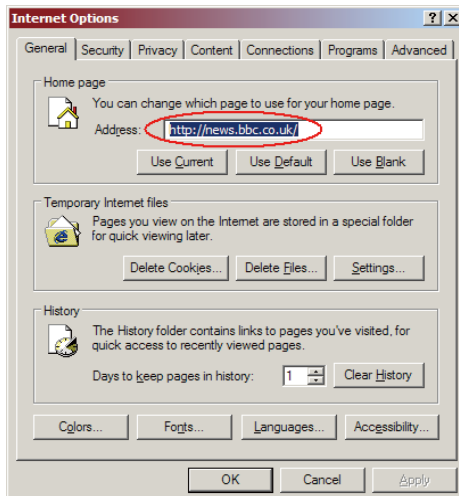 Internet Options
General Security Privacy Content Connections Programs Advanced
Home page
You can change which page to use for your home page.
Address: http://news.bbc.co.uk/
Use Current Use Default Use Blank
Temporary Internet files
Pages you view on the Internet are stored in a special folder
for quick viewing later.
Delete Cookies... Delete Files... Settings...
History
The History folder contains links to pages you've visited, for
quick access to recently viewed pages.
Days to keep pages in history: 1 Clear History
Colors... Fonts... Languages... Accessibility...
OK Cancel Apply